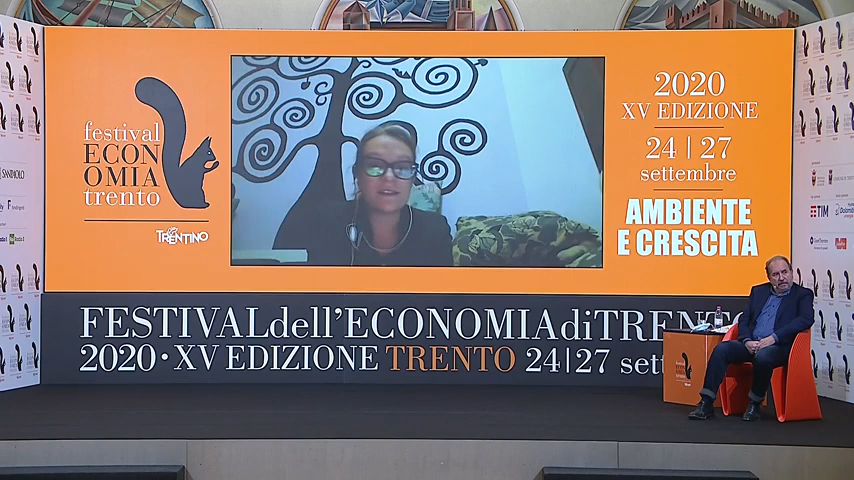 festival
ECON
OMIA
trento
TRENTINO
2020
XV EDIZIONE
24 | 27
settembre
AMBIENTE
E CRESCITA
FESTIVALdell'ECONOMIAdiTRENTO
2020 • XV EDIZIONE TRENTO 24|27 sett
TIM